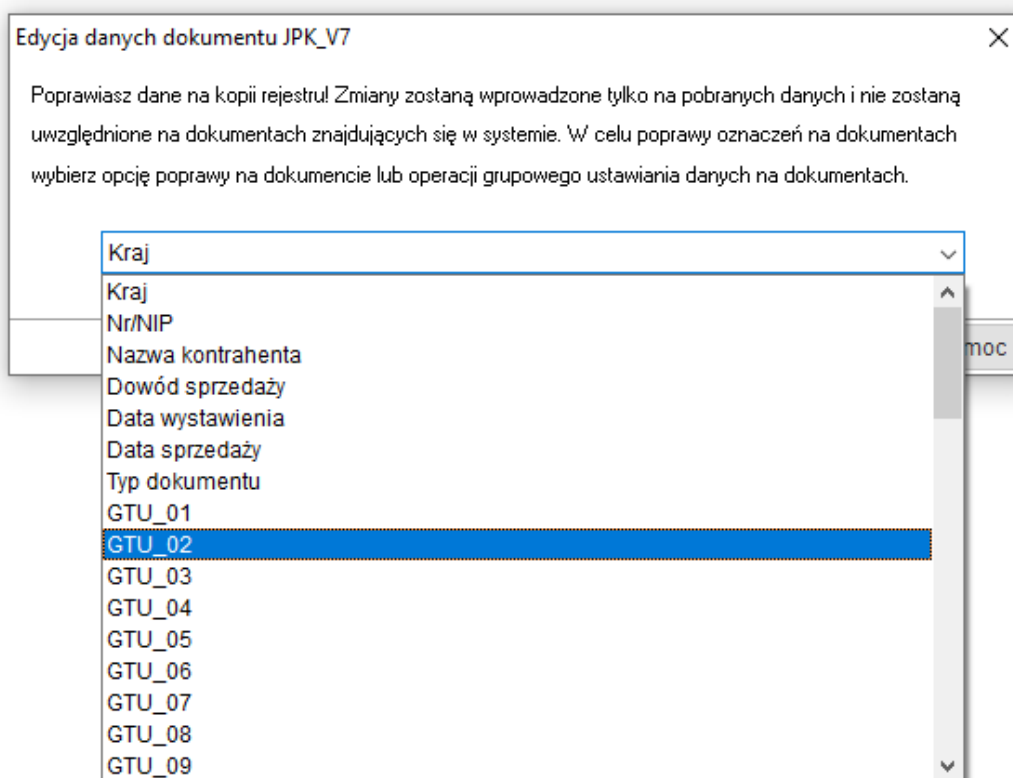 Edycja danych dokumentu JPK_V7
Poprawiasz dane na kopii rejestru! Zmiany zostaną wprowadzone tylko na pobranych danych i nie zostaną
uwzględnione na dokumentach znajdujących się w systemie. W celu poprawy oznaczeń na dokumentach
wybierz opcję poprawy na dokumencie lub operacji grupowego ustawiania danych na dokumentach.
Kraj
Kraj
Nr/NIP
Nazwa kontrahenta
moc
Dowód sprzedaży
Data wystawienia
Data sprzedaży
Typ dokumentu
GTU_01
GTU_02
GTU_03
GTU_04
GTU_05
GTU_06
GTU_07
GTU_08
GTU_09